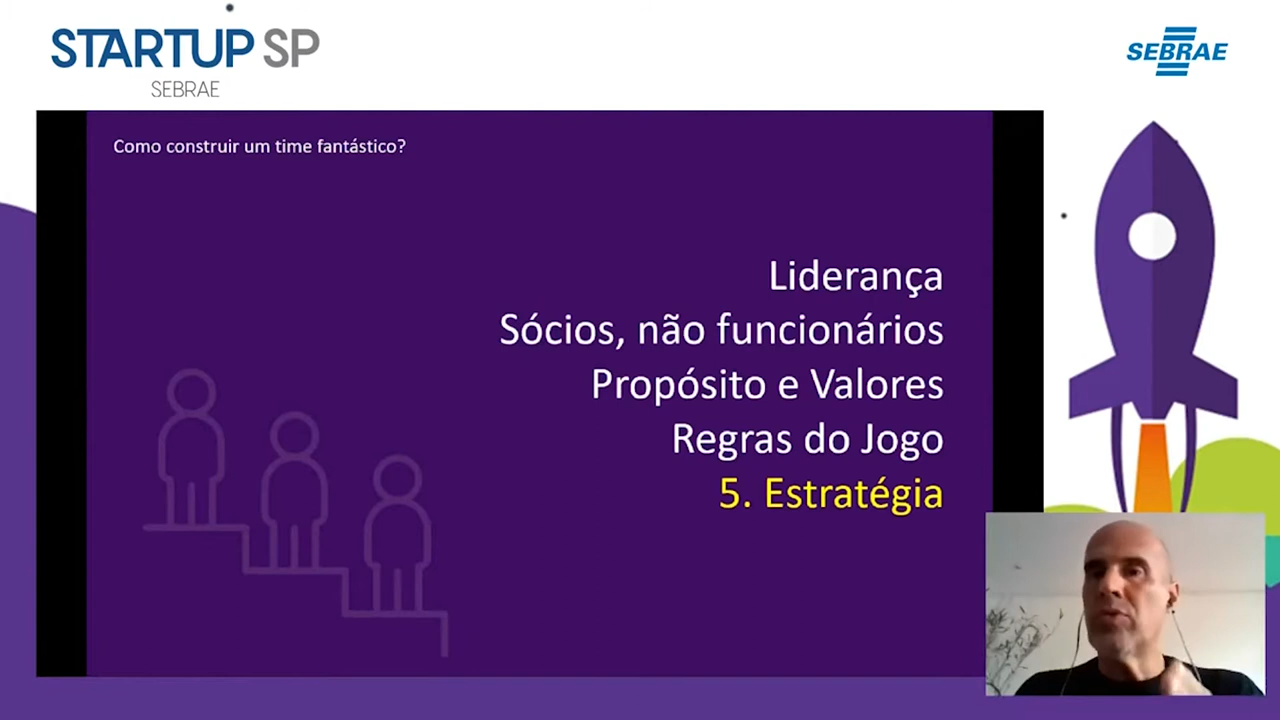 STARTUP SP
SEBRAE
SEBRAE
Como construir um time fantástico?
Liderança
Sócios, não funcionários
Propósito e Valores
Regras do Jogo
5. Estratégia